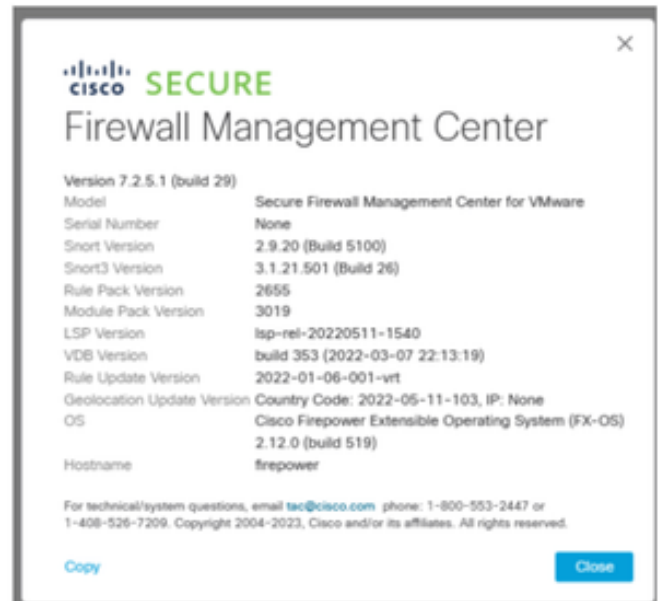 CISCO SECURE
Firewall Management Center
Version 7.2.5.1 (build 29)
Model Secure Firewall Management Center for VMware
Serial Number None
Snort Version 2.9.20 (Build 5100)
Snort3 Version 3.1.21.501 (Build 26)
Rule Pack Version 2655
Module Pack Version 3019
LSP Version lsp-rel-20220511-1540
VDB Version build 353 (2022-03-07 22:13:19)
Rule Update Version 2022-01-06-001-vrt
Geolocation Update Version Country Code: 2022-05-11-103, IP: None
OS Cisco Firepower Extensible Operating System (FX-OS)
2.12.0 (build 519)
Hostname firepower
For technical/system questions, email tac@cisco.com phone: 1-800-553-2447 or
1-408-526-7209. Copyright 2004-2023, Cisco and/or its affiliates. All rights reserved.
Copy Close